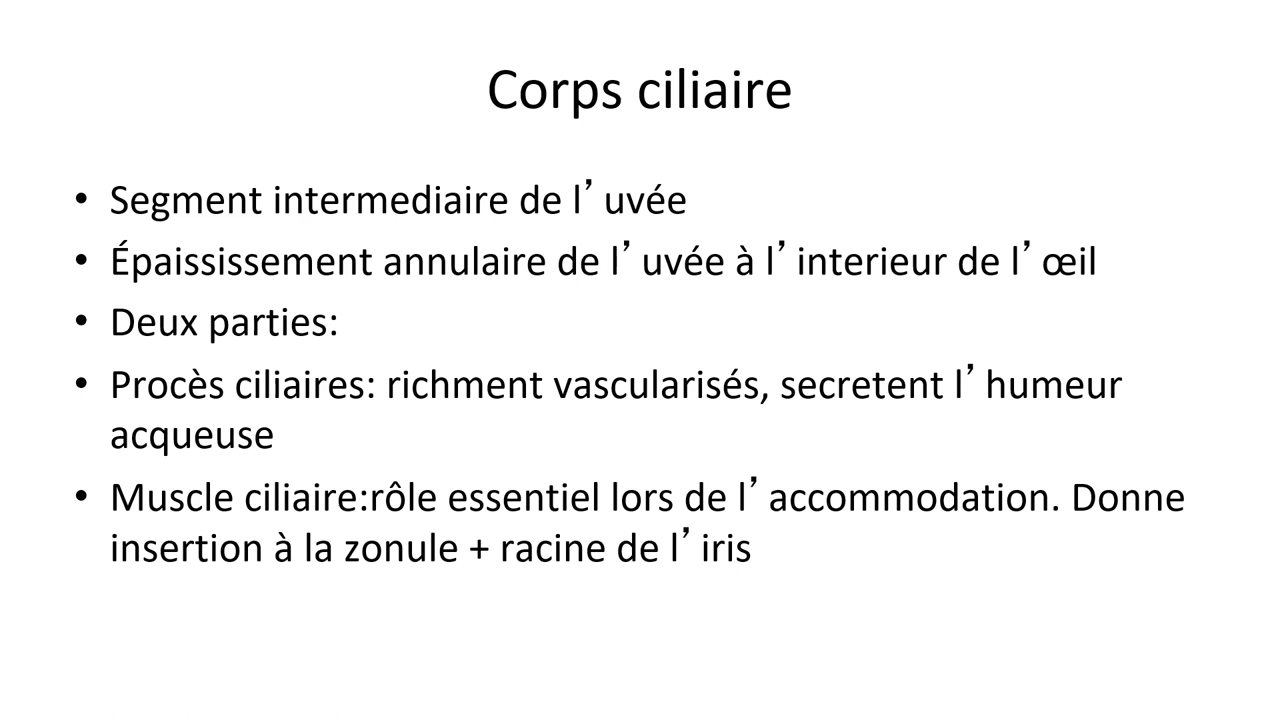 Corps ciliaire
• Segment intermediaire de l’ uvée
• Épaississement annulaire de l’ uvée à l’ interieur de l’ œil
• Deux parties:
• Procès ciliaires: richment vascularisés, secretent l’ humeur
acqueuse
• Muscle ciliaire:rôle essentiel lors de l’ accommodation. Donne
insertion à la zonule + racine de l’ iris